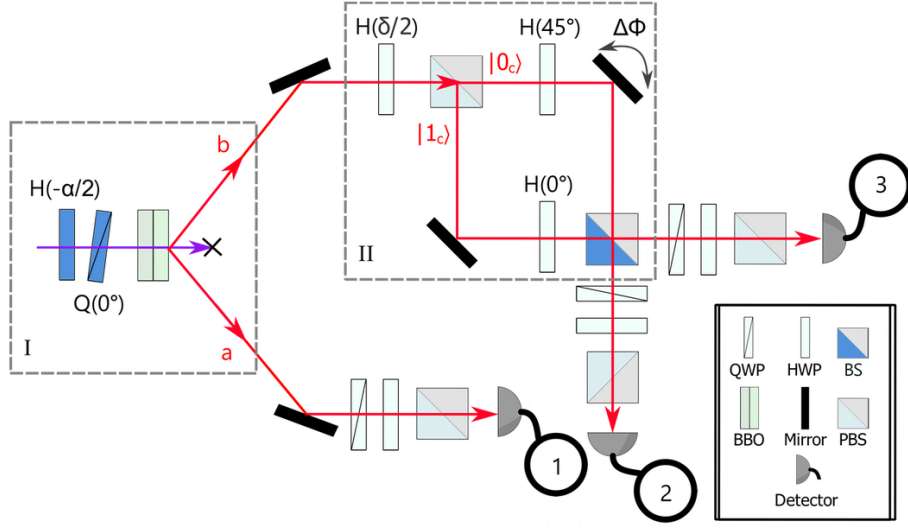 H(δ/2)
H(45°)
ΔΦ
|0c⟩
|1c⟩
b
H(-α/2)
Q(0°)
I
a
H(0°)
II
3
1
2
QWP
HWP
BS
BBO
Mirror
PBS
Detector